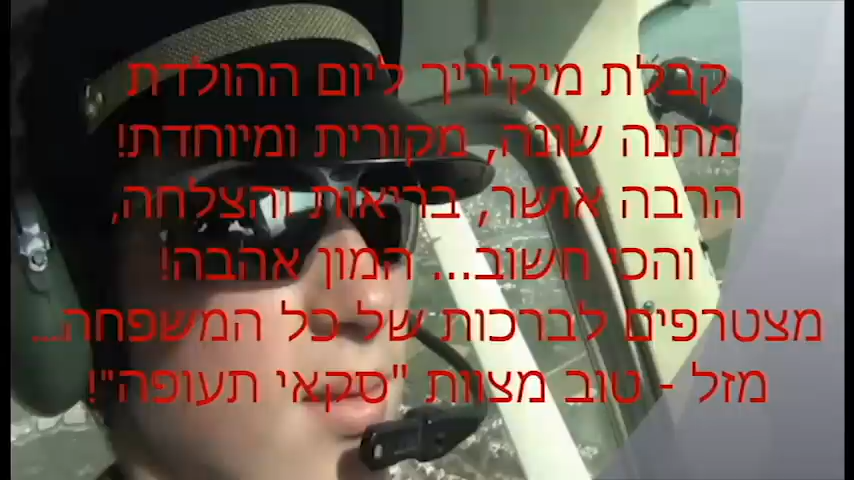 קבלת מיקיריך ליום ההולדת
מתנה שונה, מקורית ומיוחדת!
הרבה אושר, בריאות והצלחה,
והכי חשוב... המון אהבה!
מצטרפים לברכות של כל המשפחה...
מזל - טוב מצוות "סקאי תעופה"!